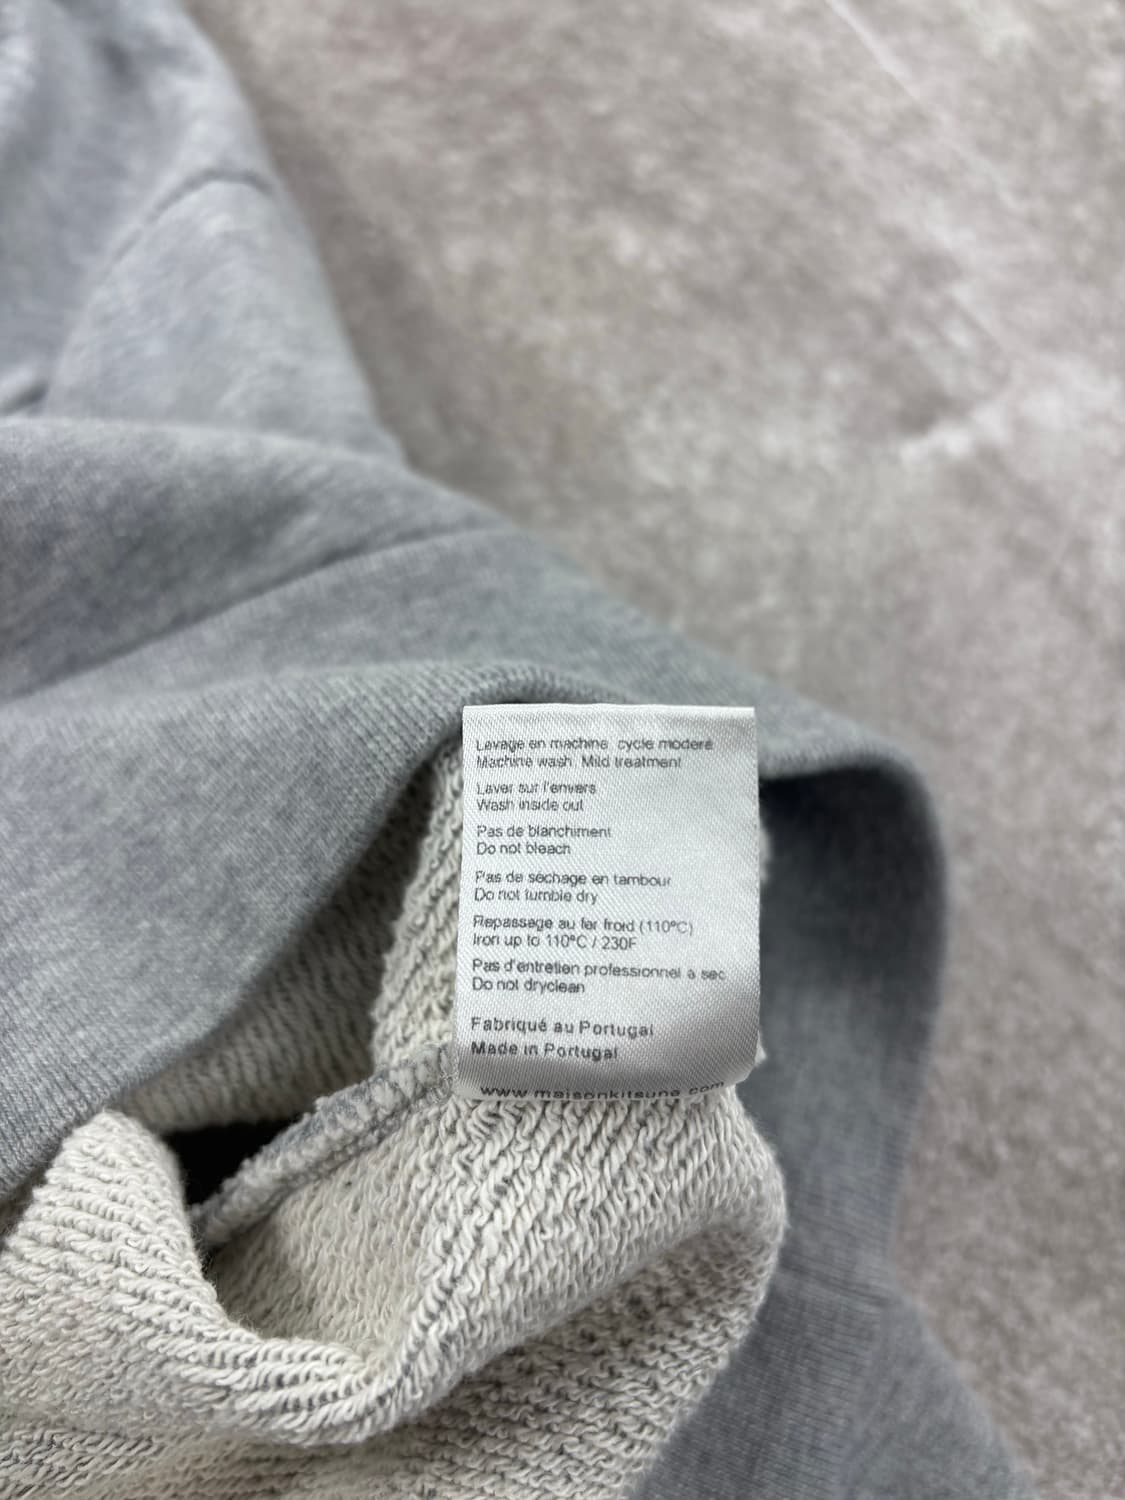 Lavage en machine cycle modéré
Machine wash Mild treatment
Laver sur l'envers
Wash inside out
Pas de blanchiment
Do not bleach
Pas de sechage en tambour
Do not tumble dry
Repassage au fer froid (110°C)
Iron up to 110°C / 230F
Pas d'entretien professionnel a sec
Do not dryclean
Fabriqué au Portugal
Made in Portugal
www.maisonkitsune.com